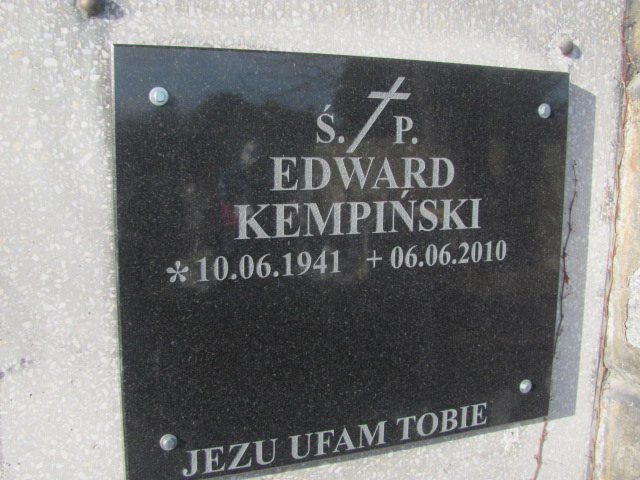 Ś. P.
EDWARD
KEMPIŃSKI
* 10.06.1941 + 06.06.2010
JEZU UFAM TOBIE